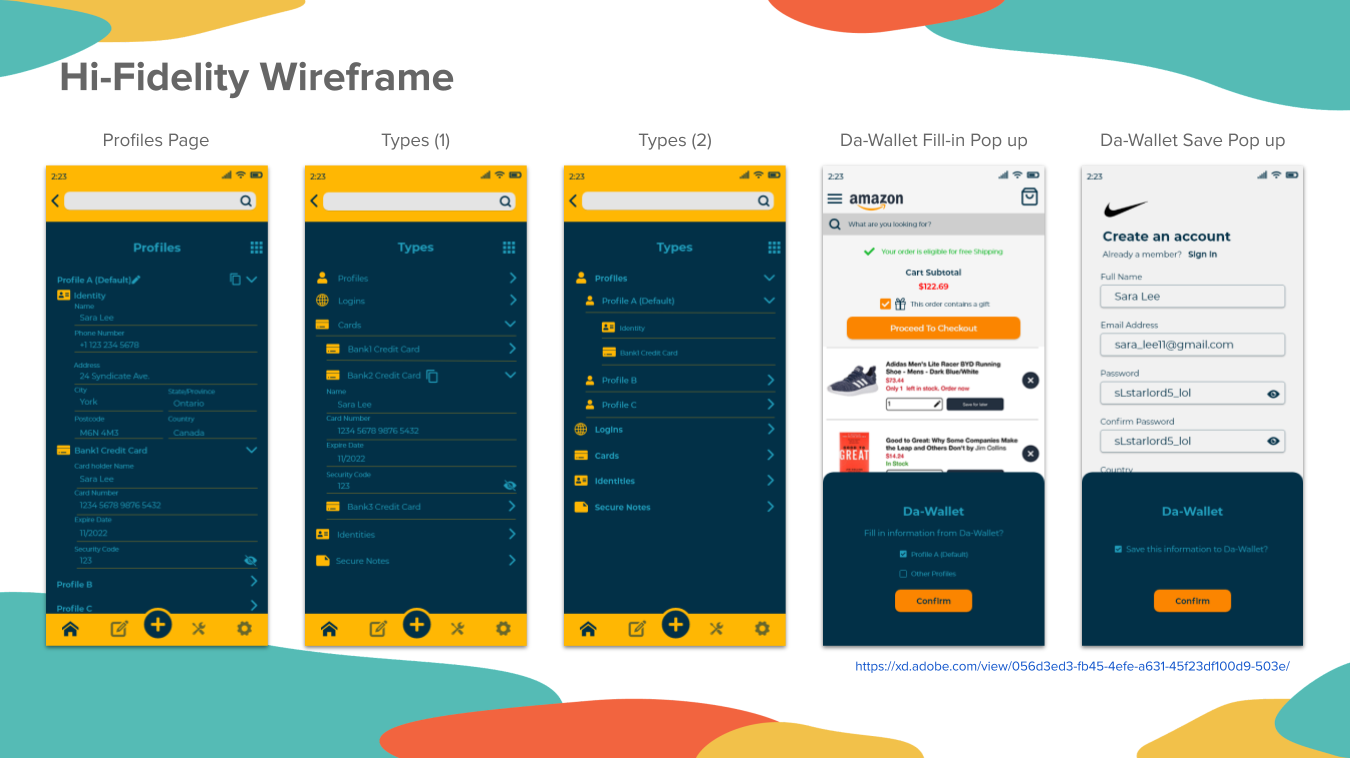 Hi-Fidelity Wireframe
Profiles Page
2:23
Profiles
Profile A (Default)
Identity
Name
Sara Lee
Phone Number
+1 123 234 5678
Address
24 Syndicate Ave.
City State/Province
York Ontario
Postcode Country
M6N 4M3 Canada
Bank1 Credit Card
Card holder Name
Sara Lee
Card Number
1234 5678 9876 5432
Expire Date
11/2022
Security Code
123
Profile B
Profile C
Types (1)
2:23
Types
Profiles
Logins
Cards
Bank1 Credit Card
Bank2 Credit Card
Name
Sara Lee
Card Number
1234 5678 9876 5432
Expire Date
11/2022
Security Code
123
Bank3 Credit Card
Identities
Secure Notes
Types (2)
2:23
Types
Profiles
Profile A (Default)
Identity
Bank1 Credit Card
Profile B
Profile C
Logins
Cards
Identities
Secure Notes
Da-Wallet Fill-in Pop up
2:23
amazon
What are you looking for?
Your order is eligible for free Shipping
Cart Subtotal
$122.69
This order contains a gift
Proceed To Checkout
Adidas Men's Lite Racer BYD Running
Shoe - Mens - Dark Blue/White
$73.44
Only 1 left in stock. Order now
1 Save for later
Good to Great: Why Some Companies Make
the Leap and Others Don't by Jim Collins
$14.24
In Stock
GREAT
Da-Wallet
Fill in information from Da-Wallet?
Profile A (Default)
Other Profiles
Confirm
Da-Wallet Save Pop up
2:23
Create an account
Already a member? Sign In
Full Name
Sara Lee
Email Address
sara_lee11@gmail.com
Password
sLstarlord5_lol
Confirm Password
sLstarlord5_lol
Country
Da-Wallet
Save this information to Da-Wallet?
Confirm
https://xd.adobe.com/view/056d3ed3-fb45-4efe-a631-45f23df100d9-503e/